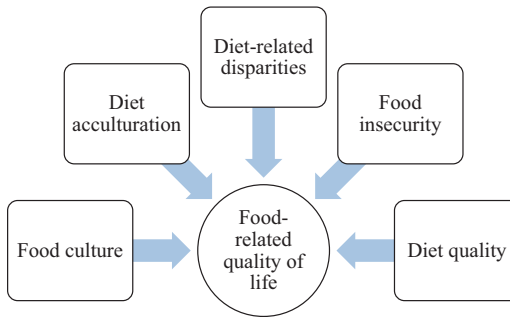 Diet-related
disparities
Diet
acculturation
Food
insecurity
Food culture
Food-
related
quality of
life
Diet quality